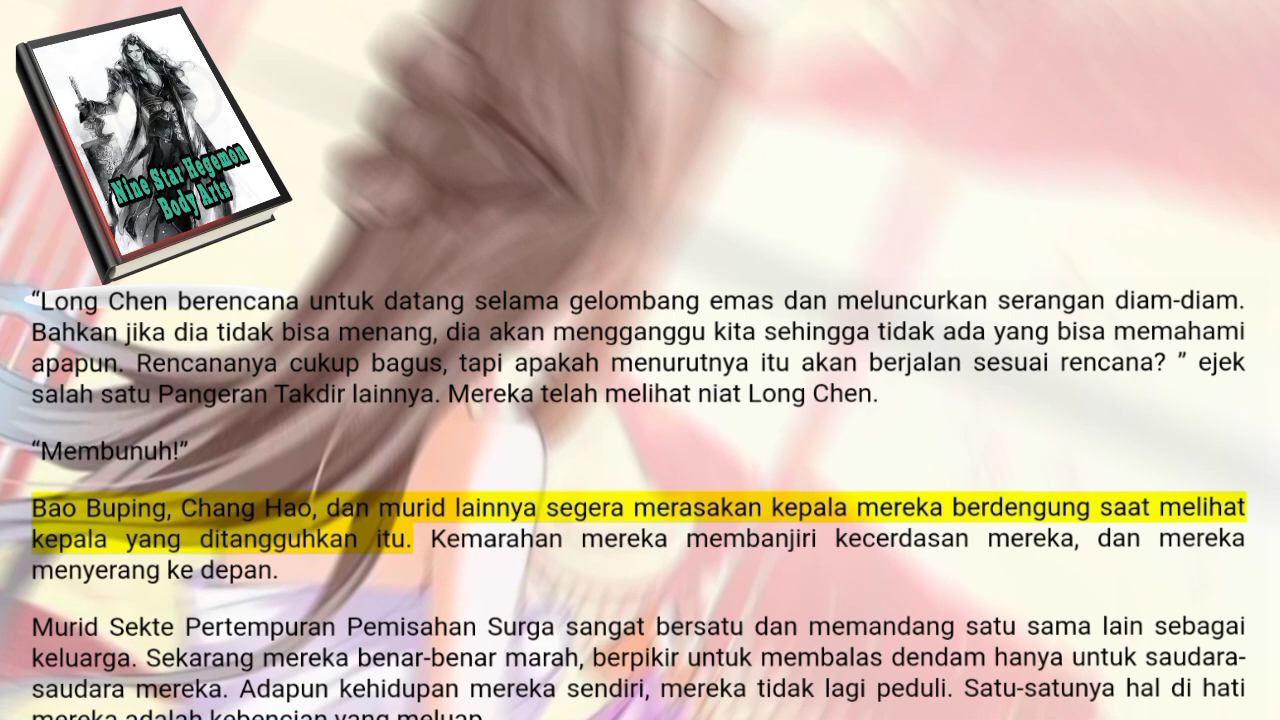 Nine Star Hegemon
Body Arts
“Long Chen berencana untuk datang selama gelombang emas dan meluncurkan serangan diam-diam.
Bahkan jika dia tidak bisa menang, dia akan mengganggu kita sehingga tidak ada yang bisa memahami
apapun. Rencananya cukup bagus, tapi apakah menurutnya itu akan berjalan sesuai rencana? ” ejek
salah satu Pangeran Takdir lainnya. Mereka telah melihat niat Long Chen.
“Membunuh!”
Bao Buping, Chang Hao, dan murid lainnya segera merasakan kepala mereka berdengung saat melihat
kepala yang ditangguhkan itu. Kemarahan mereka membanjiri kecerdasan mereka, dan mereka
menyerang ke depan.
Murid Sekte Pertempuran Pemisahan Surga sangat bersatu dan memandang satu sama lain sebagai
keluarga. Sekarang mereka benar-benar marah, berpikir untuk membalas dendam hanya untuk saudara-
saudara mereka. Adapun kehidupan mereka sendiri, mereka tidak lagi peduli. Satu-satunya hal di hati
mereka adalah kebencian yang meluap.